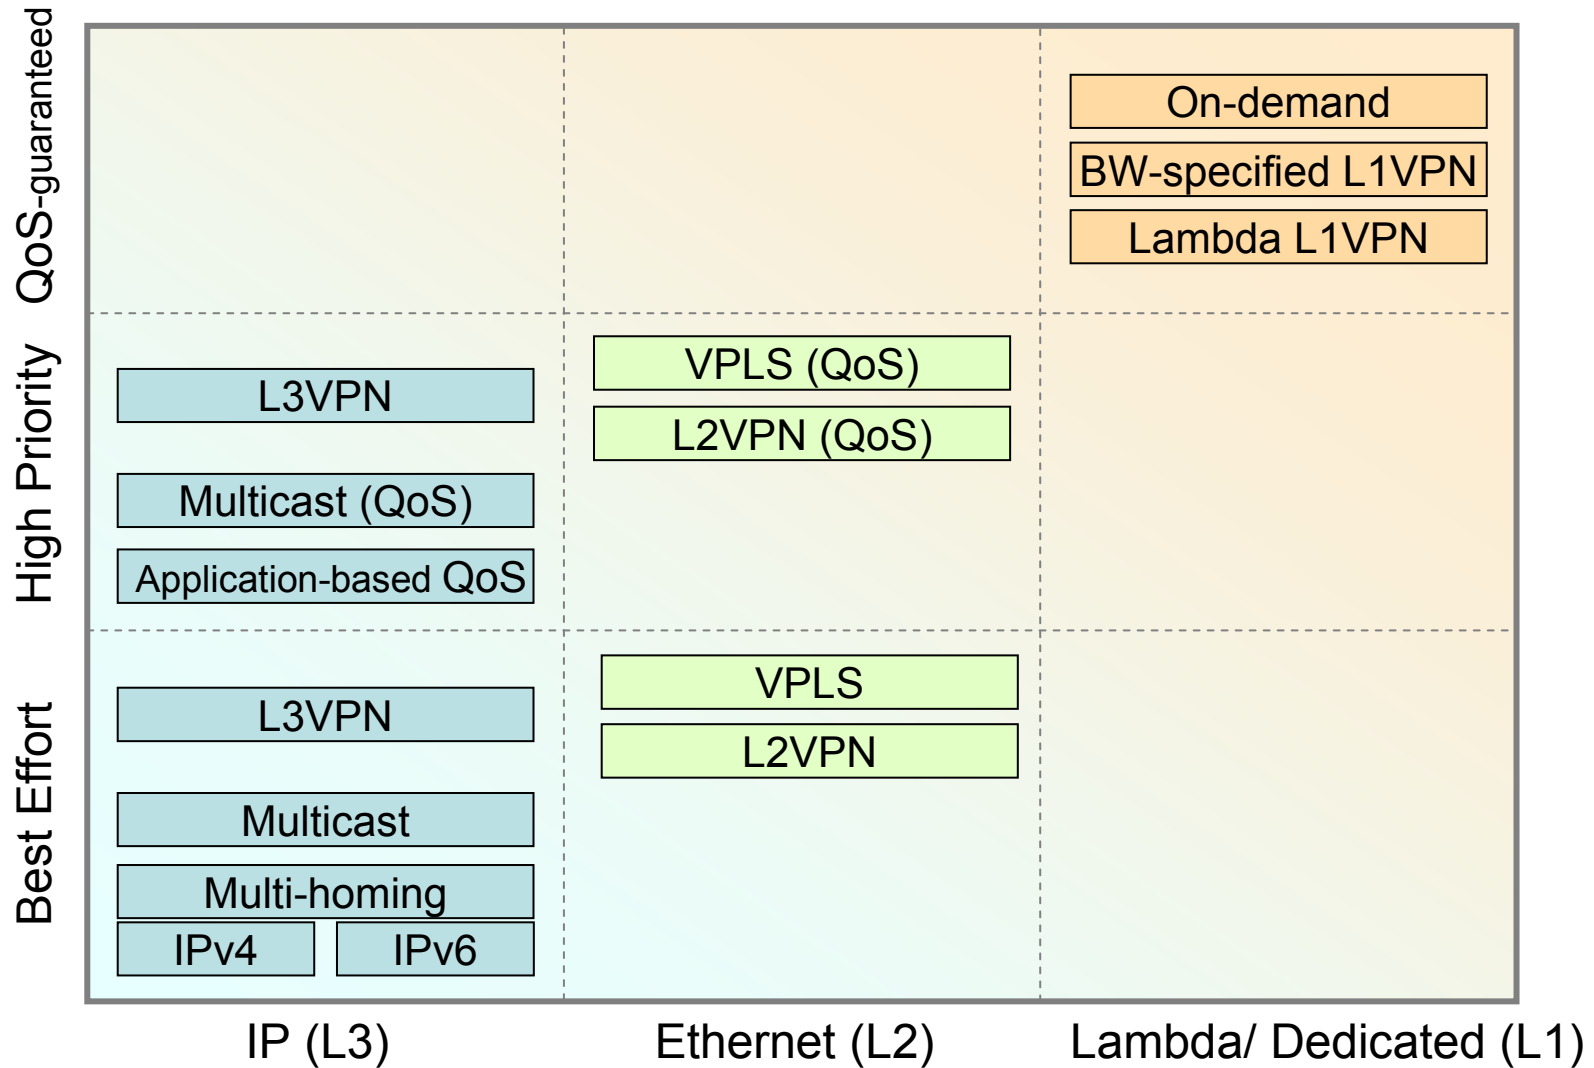 QoS-guaranteed
On-demand
BW-specified L1VPN
Lambda L1VPN
High Priority
L3VPN
Multicast (QoS)
Application-based QoS
VPLS (QoS)
L2VPN (QoS)
Best Effort
L3VPN
Multicast
Multi-homing
IPv4
IPv6
VPLS
L2VPN
IP (L3)
Ethernet (L2)
Lambda/ Dedicated (L1)